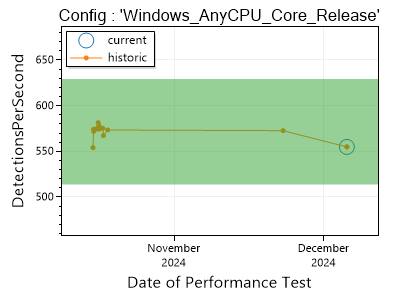 Config : 'Windows_AnyCPU_Core_Release'
current
historic
650
600
550
500
DetectionsPerSecond
November
2024
December
2024
Date of Performance Test